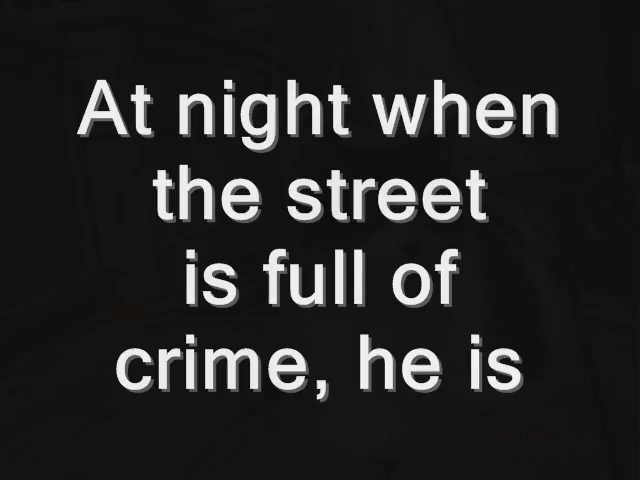 At night when
the street
is full of
crime, he is